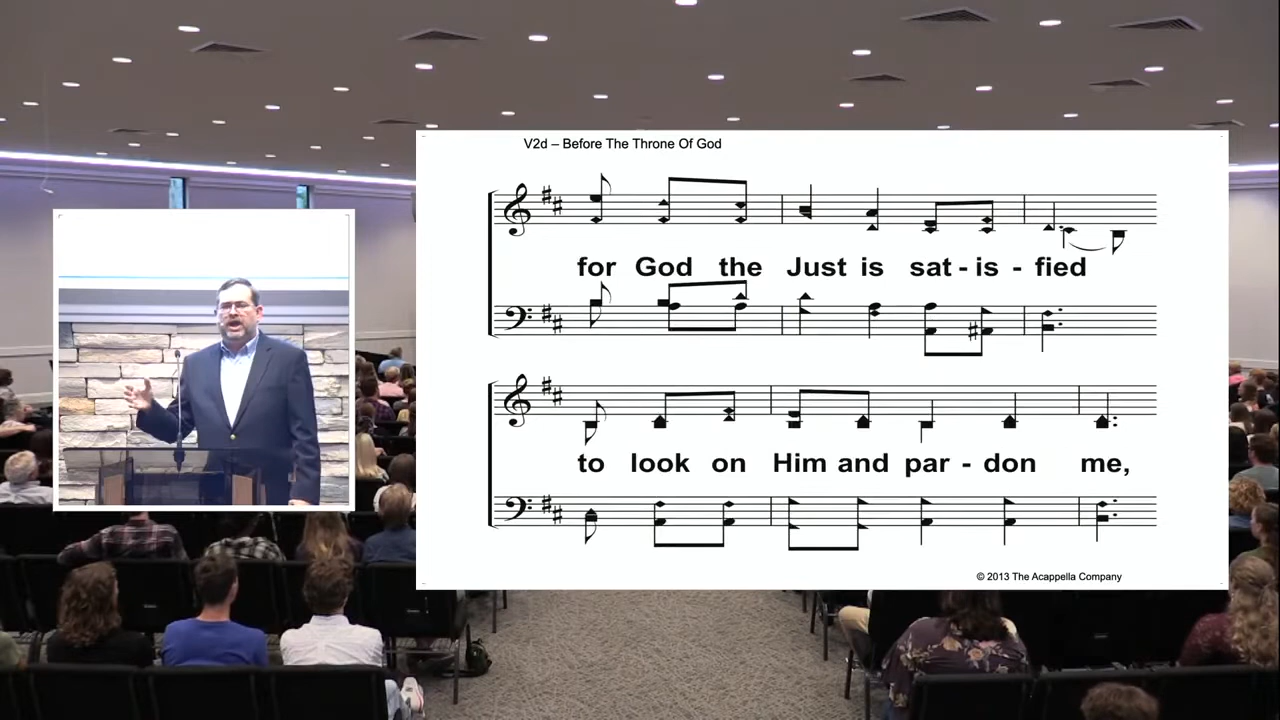 V2d – Before The Throne Of God
for God the Just is sat - is - fied
to look on Him and par - don me,
© 2013 The Acappella Company